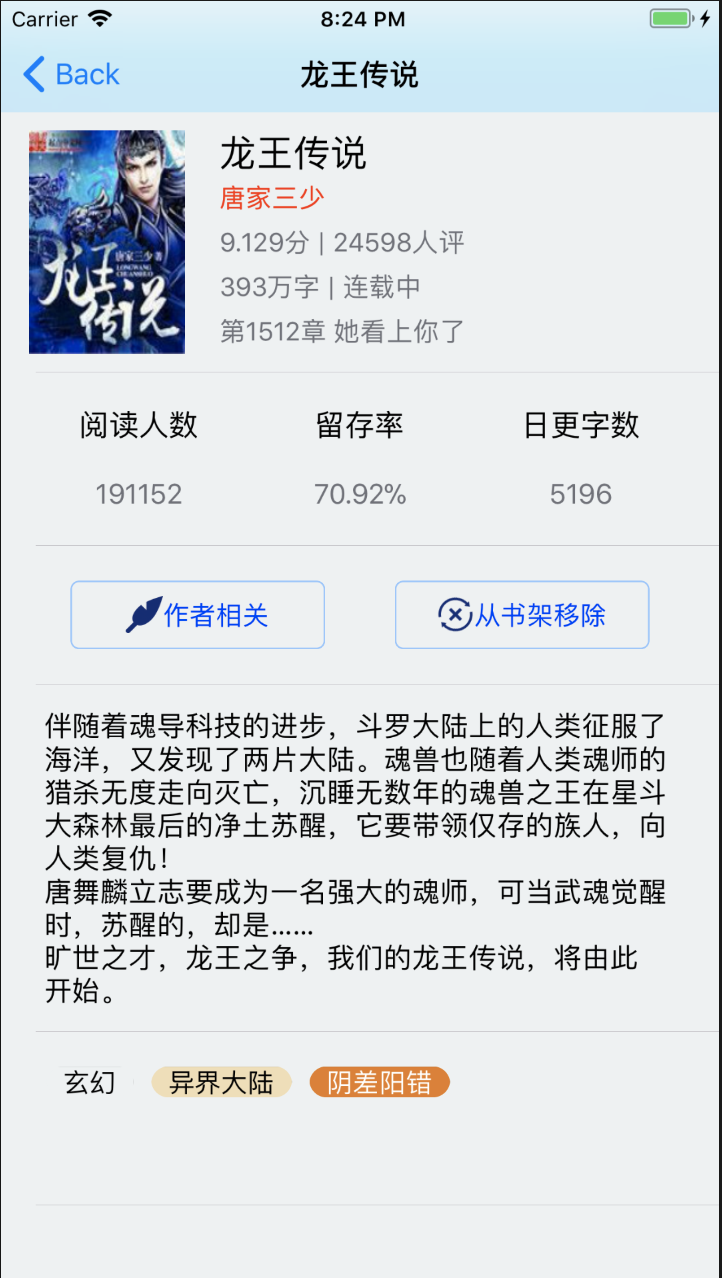 Carrier 8:24 PM
Back 龙王传说
龙王传说
唐家三少
9.129分 | 24598人评
393万字 | 连载中
第1512章 她看上你了
唐家三少著
LONGWANG
CHUANSHUO
龙王传说
阅读人数 留存率 日更字数
191152 70.92% 5196
作者相关 从书架移除
伴随着魂导科技的进步，斗罗大陆上的人类征服了
海洋，又发现了两片大陆。魂兽也随着人类魂师的
猎杀无度走向灭亡，沉睡无数年的魂兽之王在星斗
大森林最后的净土苏醒，它要带领仅存的族人，向
人类复仇！
唐舞麟立志要成为一名强大的魂师，可当武魂觉醒
时，苏醒的，却是……
旷世之才，龙王之争，我们的龙王传说，将由此
开始。
玄幻 异界大陆 阴差阳错